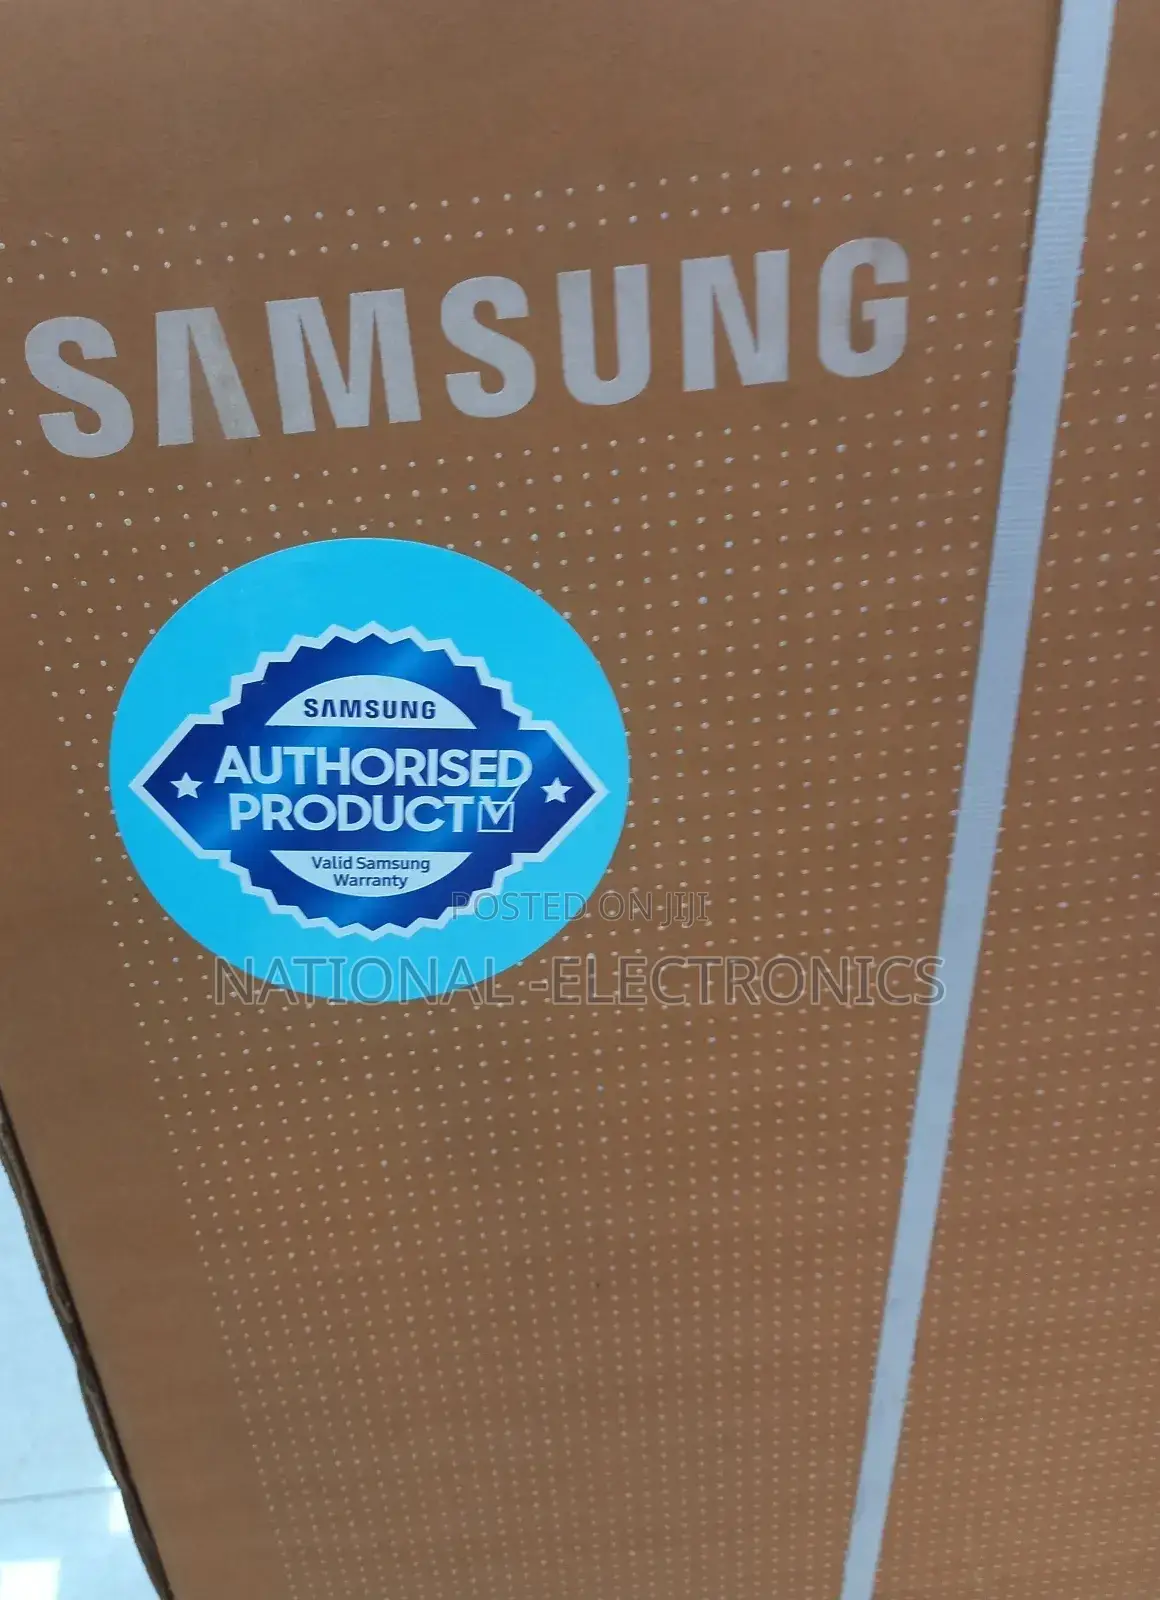 SAMSUNG
SAMSUNG
AUTHORISED
PRODUCT
Valid Samsung
Warranty
POSTED ON JIJI
NATIONAL-ELECTRONICS